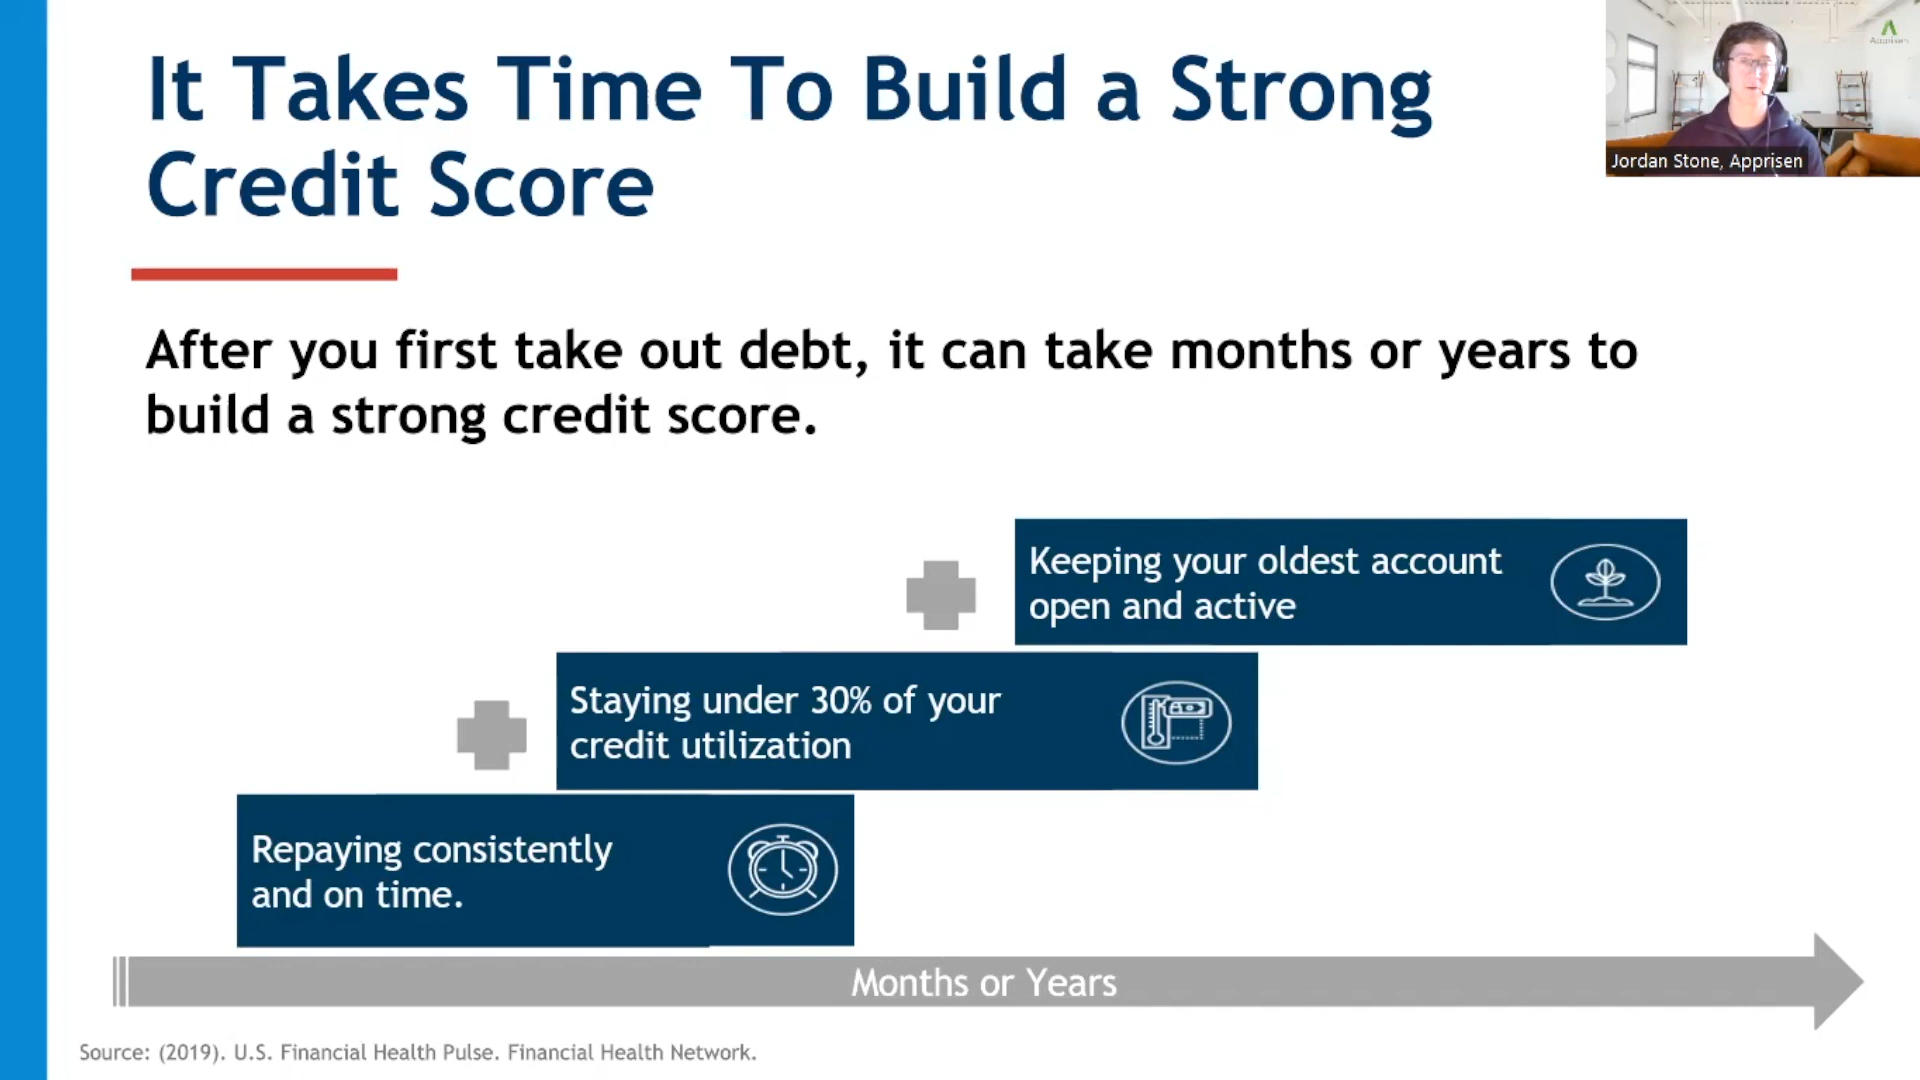 It Takes Time To Build a Strong
Credit Score
Apprisen
Jordan Stone, Apprisen
After you first take out debt, it can take months or years to
build a strong credit score.
Keeping your oldest account
open and active
Staying under 30% of your
credit utilization
Repaying consistently
and on time.
Months or Years
Source: (2019). U.S. Financial Health Pulse. Financial Health Network.